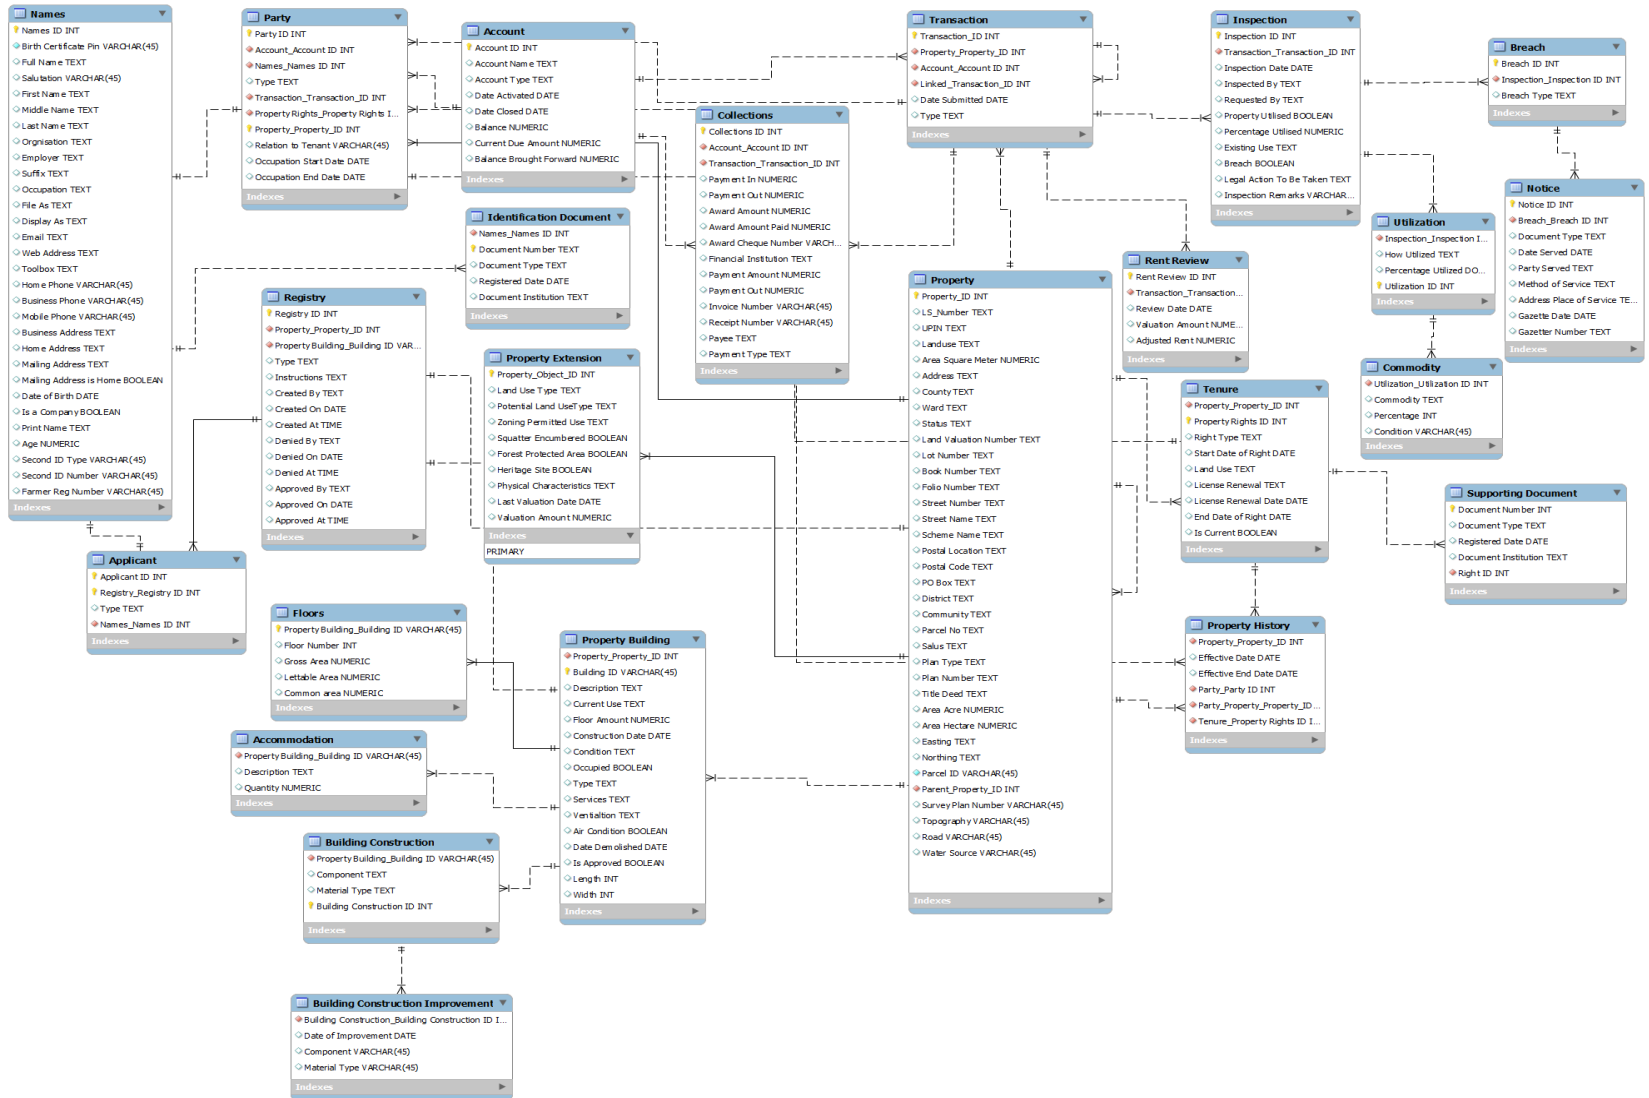 Names
Names ID INT
Birth Certificate Pin VARCHAR(45)
Full Name TEXT
Salutation VARCHAR(45)
First Name TEXT
Middle Name TEXT
Last Name TEXT
Orgnisation TEXT
Employer TEXT
Suffix TEXT
Occupation TEXT
File As TEXT
Display As TEXT
Email TEXT
Web Address TEXT
Toolbox TEXT
Home Phone VARCHAR(45)
Business Phone VARCHAR(45)
Mobile Phone VARCHAR(45)
Business Address TEXT
Home Address TEXT
Mailing Address TEXT
Mailing Address is Home BOOLEAN
Date of Birth DATE
Is a Company BOOLEAN
Print Name TEXT
Age NUMERIC
Second ID Type VARCHAR(45)
Second ID Number VARCHAR(45)
Farmer Reg Number VARCHAR(45)
Indexes
Party
Party ID INT
Account_Account ID INT
Names_Names ID INT
Type TEXT
Transaction_Transaction_ID INT
Property Rights_Property Rights I...
Property_Property_ID INT
Relation to Tenant VARCHAR(45)
Occupation Start Date DATE
Occupation End Date DATE
Indexes
Account
Account ID INT
Account Name TEXT
Account Type TEXT
Date Activated DATE
Date Closed DATE
Balance NUMERIC
Current Due Amount NUMERIC
Balance Brought Forward NUMERIC
Indexes
Identification Document
Names_Names ID INT
Document Number TEXT
Document Type TEXT
Registered Date DATE
Document Institution TEXT
Indexes
Collections
Collections ID INT
Account_Account ID INT
Transaction_Transaction_ID INT
Payment In NUMERIC
Payment Out NUMERIC
Award Amount NUMERIC
Award Amount Paid NUMERIC
Award Cheque Number VARCH...
Financial Institution TEXT
Payment Amount NUMERIC
Payment Out NUMERIC
Invoice Number VARCHAR(45)
Receipt Number VARCHAR(45)
Payee TEXT
Payment Type TEXT
Indexes
Transaction
Transaction_ID INT
Property_Property_ID INT
Account_Account ID INT
Linked_Transaction_ID INT
Date Submitted DATE
Type TEXT
Indexes
Inspection
Inspection ID INT
Transaction_Transaction_ID INT
Inspection Date DATE
Inspected By TEXT
Requested By TEXT
Property Utilised BOOLEAN
Percentage Utilised NUMERIC
Existing Use TEXT
Breach BOOLEAN
Legal Action To Be Taken TEXT
Inspection Remarks VARCHAR...
Indexes
Breach
Breach ID INT
Inspection_Inspection ID INT
Breach Type TEXT
Indexes
Notice
Notice ID INT
Breach_Breach ID INT
Document Type TEXT
Date Served DATE
Party Served TEXT
Method of Service TEXT
Address Place of Service TE...
Gazette Date DATE
Gazetter Number TEXT
Indexes
Utilization
Inspection_Inspection I...
How Utilized TEXT
Percentage Utilized DO...
Utilization ID INT
Indexes
Commodity
Utilization_Utilization ID INT
Commodity TEXT
Percentage INT
Condition VARCHAR(45)
Indexes
Rent Review
Rent Review ID INT
Transaction_Transaction...
Review Date DATE
Valuation Amount NUME...
Adjusted Rent NUMERIC
Indexes
Registry
Registry ID INT
Property_Property_ID INT
Property Building_Building ID VAR...
Type TEXT
Instructions TEXT
Created By TEXT
Created On DATE
Created At TIME
Denied By TEXT
Denied On DATE
Denied At TIME
Approved By TEXT
Approved On DATE
Approved At TIME
Indexes
Property Extension
Property_Object_ID INT
Land Use Type TEXT
Potential Land UseType TEXT
Zoning Permitted Use TEXT
Squatter Encumbered BOOLEAN
Forest Protected Area BOOLEAN
Heritage Site BOOLEAN
Physical Characteristics TEXT
Last Valuation Date DATE
Valuation Amount NUMERIC
Indexes
PRIMARY
Property
Property_ID INT
LS_Number TEXT
UPIN TEXT
Landuse TEXT
Area Square Meter NUMERIC
Address TEXT
County TEXT
Ward TEXT
Status TEXT
Land Valuation Number TEXT
Lot Number TEXT
Book Number TEXT
Folio Number TEXT
Street Number TEXT
Street Name TEXT
Scheme Name TEXT
Postal Location TEXT
Postal Code TEXT
PO Box TEXT
District TEXT
Community TEXT
Parcel No TEXT
Salus TEXT
Plan Type TEXT
Plan Number TEXT
Title Deed TEXT
Area Acre NUMERIC
Area Hectare NUMERIC
Easting TEXT
Northing TEXT
Parcel ID VARCHAR(45)
Parent_Property_ID INT
Survey Plan Number VARCHAR(45)
Topography VARCHAR(45)
Road VARCHAR(45)
Water Source VARCHAR(45)
Indexes
Tenure
Property_Property_ID INT
Property Rights ID INT
Right Type TEXT
Start Date of Right DATE
Land Use TEXT
License Renewal TEXT
License Renewal Date DATE
End Date of Right DATE
Is Current BOOLEAN
Indexes
Supporting Document
Document Number INT
Document Type TEXT
Registered Date DATE
Document Institution TEXT
Right ID INT
Indexes
Property History
Property_Property_ID INT
Effective Date DATE
Effective End Date DATE
Party_Party ID INT
Party_Property_Property_ID...
Tenure_Property Rights ID I...
Indexes
Applicant
Applicant ID INT
Registry_Registry ID INT
Type TEXT
Names_Names ID INT
Indexes
Floors
Property Building_Building ID VARCHAR(45)
Floor Number INT
Gross Area NUMERIC
Lettable Area NUMERIC
Common area NUMERIC
Indexes
Property Building
Property_Property_ID INT
Building ID VARCHAR(45)
Description TEXT
Current Use TEXT
Floor Amount NUMERIC
Construction Date DATE
Condition TEXT
Occupied BOOLEAN
Type TEXT
Services TEXT
Ventialtion TEXT
Air Condition BOOLEAN
Date Demolished DATE
Is Approved BOOLEAN
Length INT
Width INT
Indexes
Accommodation
Property Building_Building ID VARCHAR(45)
Description TEXT
Quantity NUMERIC
Indexes
Building Construction
Property Building_Building ID VARCHAR(45)
Component TEXT
Material Type TEXT
Building Construction ID INT
Indexes
Building Construction Improvement
Building Construction_Building Construction ID I...
Date of Improvement DATE
Component VARCHAR(45)
Material Type VARCHAR(45)
Indexes